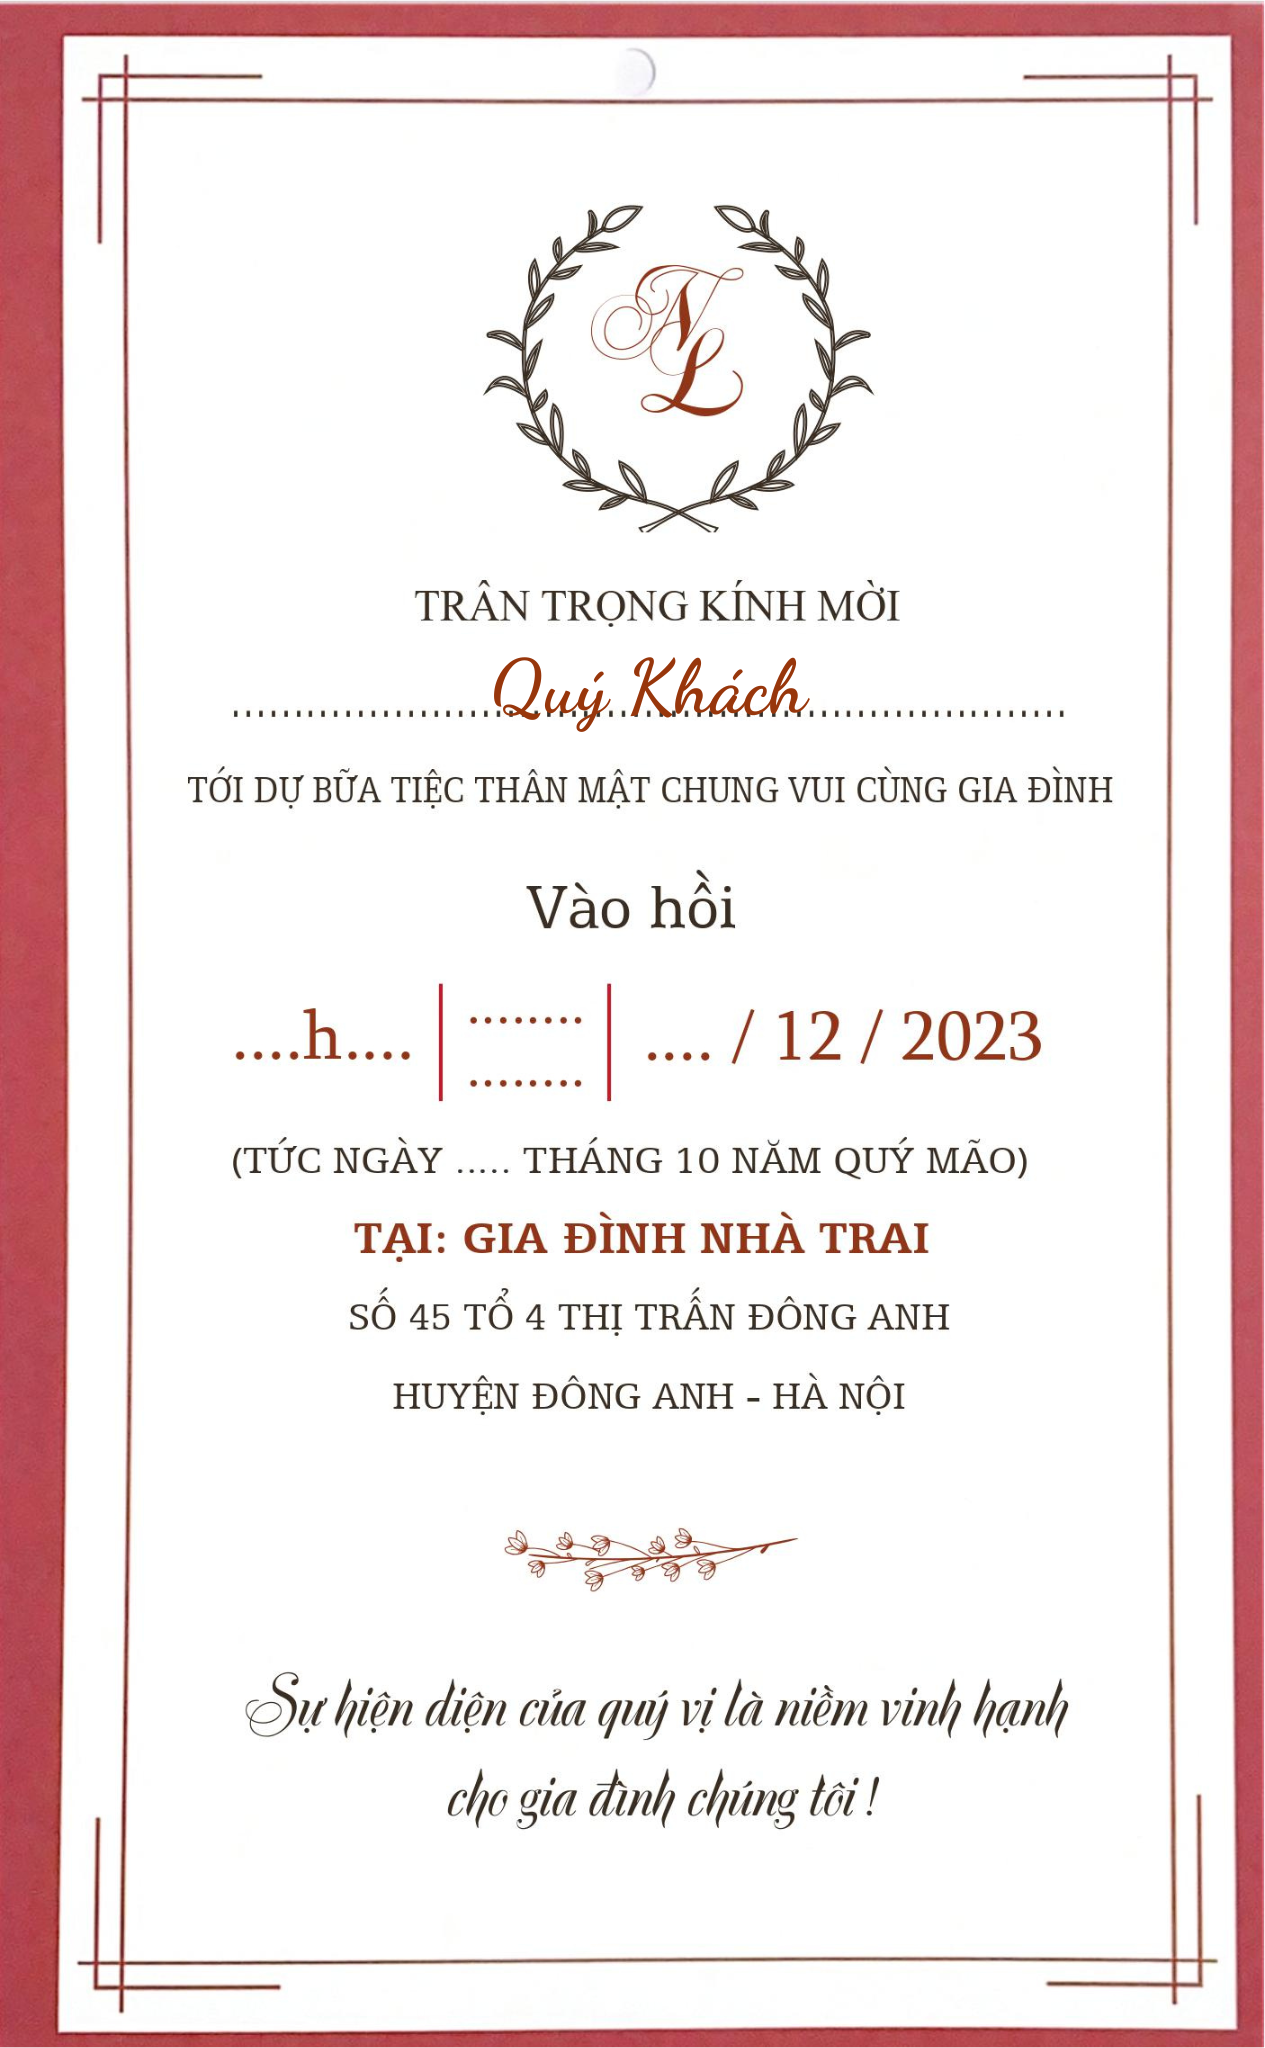 N
L
TRÂN TRỌNG KÍNH MỜI
Quý Khách
...................................................................
TỚI DỰ BỮA TIỆC THÂN MẬT CHUNG VUI CÙNG GIA ĐÌNH
Vào hồi
....h.... | ........ ........ | .... / 12 / 2023
(TỨC NGÀY ..... THÁNG 10 NĂM QUÝ MÃO)
TẠI: GIA ĐÌNH NHÀ TRAI
SỐ 45 TỔ 4 THỊ TRẤN ĐÔNG ANH
HUYỆN ĐÔNG ANH - HÀ NỘI
Sự hiện diện của quý vị là niềm vinh hạnh
cho gia đình chúng tôi !